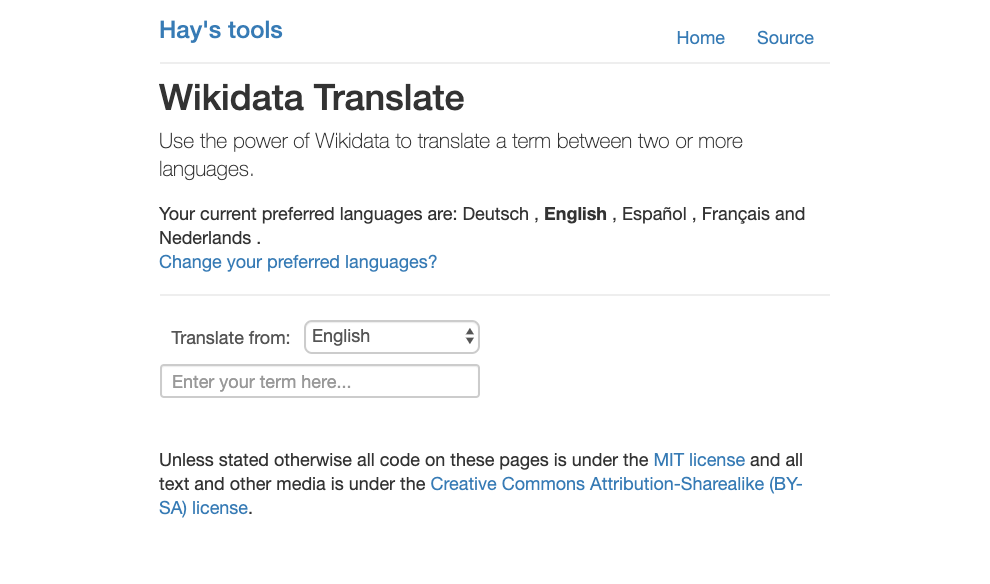 Hay's tools
Home Source
Wikidata Translate
Use the power of Wikidata to translate a term between two or more
languages.
Your current preferred languages are: Deutsch , English , Español , Français and
Nederlands .
Change your preferred languages?
Translate from: English
Enter your term here...
Unless stated otherwise all code on these pages is under the MIT license and all
text and other media is under the Creative Commons Attribution-Sharealike (BY-
SA) license.